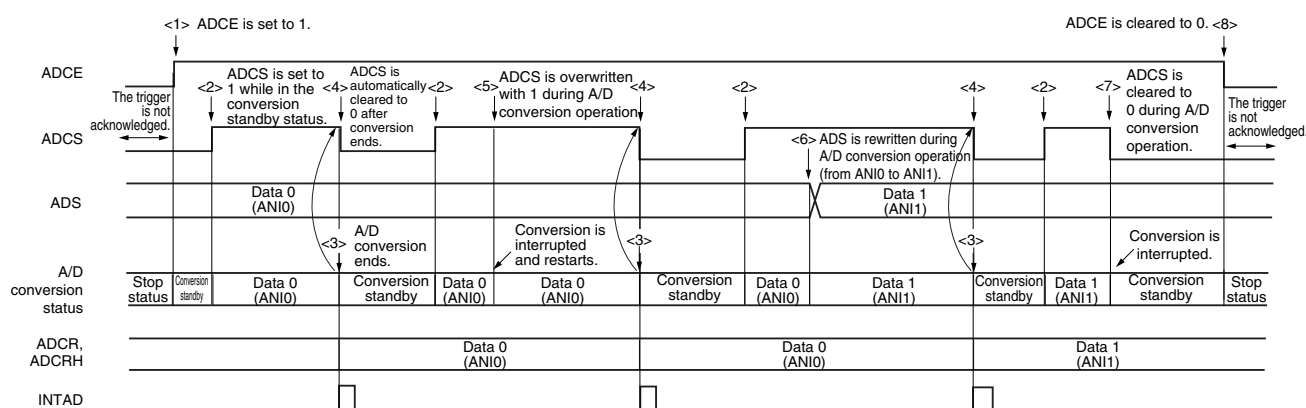 <1> ADCE is set to 1.
ADCE is cleared to 0. <8>
ADCE
The trigger
is not
acknowledged.
<2>
ADCS is set to
1 while in the
conversion
standby status.
<4>
ADCS is
automatically
cleared to
0 after
conversion
ends.
<2>
<5>
ADCS is overwritten
with 1 during A/D
conversion operation
<4>
<2>
<4>
<2>
<7>
ADCS is
cleared to
0 during A/D
conversion
operation.
The trigger
is not
acknowledged.
ADCS
<6> ADS is rewritten during
A/D conversion operation
(from ANI0 to ANI1).
ADS
Data 0
(ANI0)
Data 1
(ANI1)
<3>
A/D
conversion
ends.
Conversion is
interrupted
and restarts.
<3>
<3>
Conversion is
interrupted.
A/D
conversion
status
Stop
status
Conversion
standby
Data 0
(ANI0)
Conversion
standby
Data 0
(ANI0)
Data 0
(ANI0)
Conversion
standby
Data 0
(ANI0)
Data 1
(ANI1)
Conversion
standby
Data 1
(ANI1)
Conversion
standby
Stop
status
ADCR,
ADCRH
Data 0
(ANI0)
Data 0
(ANI0)
Data 1
(ANI1)
INTAD